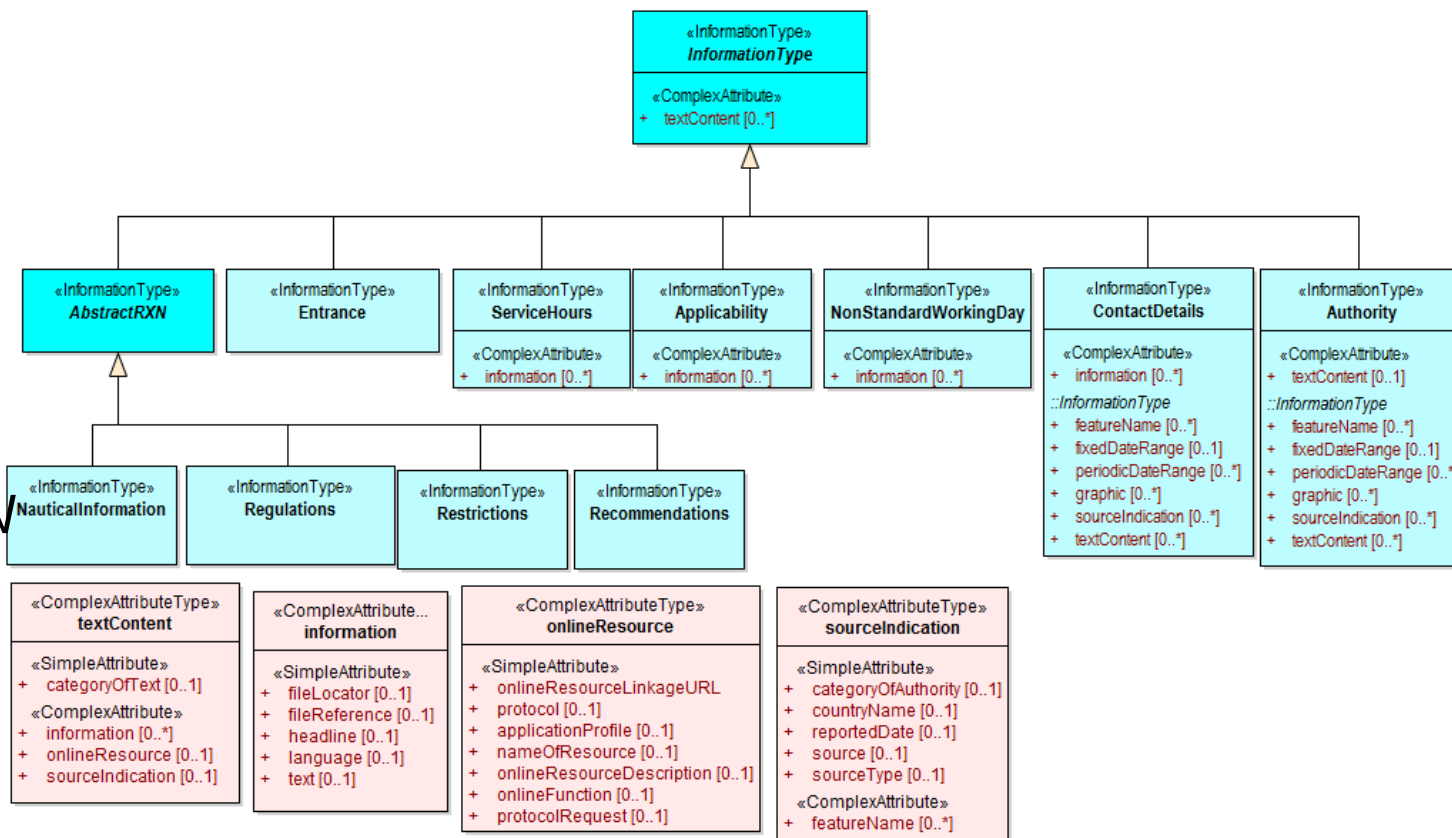 «InformationType»
InformationType
«ComplexAttribute»
+ textContent [0..*]
«InformationType»
AbstractRXN
«InformationType»
Entrance
«InformationType»
ServiceHours
«ComplexAttribute»
+ information [0..*]
«InformationType»
Applicability
«ComplexAttribute»
+ information [0..*]
«InformationType»
NonStandardWorkingDay
«ComplexAttribute»
+ information [0..*]
«InformationType»
ContactDetails
«ComplexAttribute»
+ information [0..*]
::InformationType
+ featureName [0..*]
+ fixedDateRange [0..1]
+ periodicDateRange [0..*]
+ graphic [0..*]
+ sourceIndication [0..*]
+ textContent [0..*]
«InformationType»
Authority
«ComplexAttribute»
+ textContent [0..1]
::InformationType
+ featureName [0..*]
+ fixedDateRange [0..1]
+ periodicDateRange [0..*
+ graphic [0..*]
+ sourceIndication [0..*]
+ textContent [0..*]
«InformationType»
NauticalInformation
«InformationType»
Regulations
«InformationType»
Restrictions
«InformationType»
Recommendations
«ComplexAttributeType»
textContent
«SimpleAttribute»
+ categoryOfText [0..1]
«ComplexAttribute»
+ information [0..*]
+ onlineResource [0..1]
+ sourceIndication [0..1]
«ComplexAttribute...
information
«SimpleAttribute»
+ fileLocator [0..1]
+ fileReference [0..1]
+ headline [0..1]
+ language [0..1]
+ text [0..1]
«ComplexAttributeType»
onlineResource
«SimpleAttribute»
+ onlineResourceLinkageURL
+ protocol [0..1]
+ applicationProfile [0..1]
+ nameOfResource [0..1]
+ onlineResourceDescription [0..1]
+ onlineFunction [0..1]
+ protocolRequest [0..1]
«ComplexAttributeType»
sourceIndication
«SimpleAttribute»
+ categoryOfAuthority [0..1]
+ countryName [0..1]
+ reportedDate [0..1]
+ source [0..1]
+ sourceType [0..1]
«ComplexAttribute»
+ featureName [0..*]